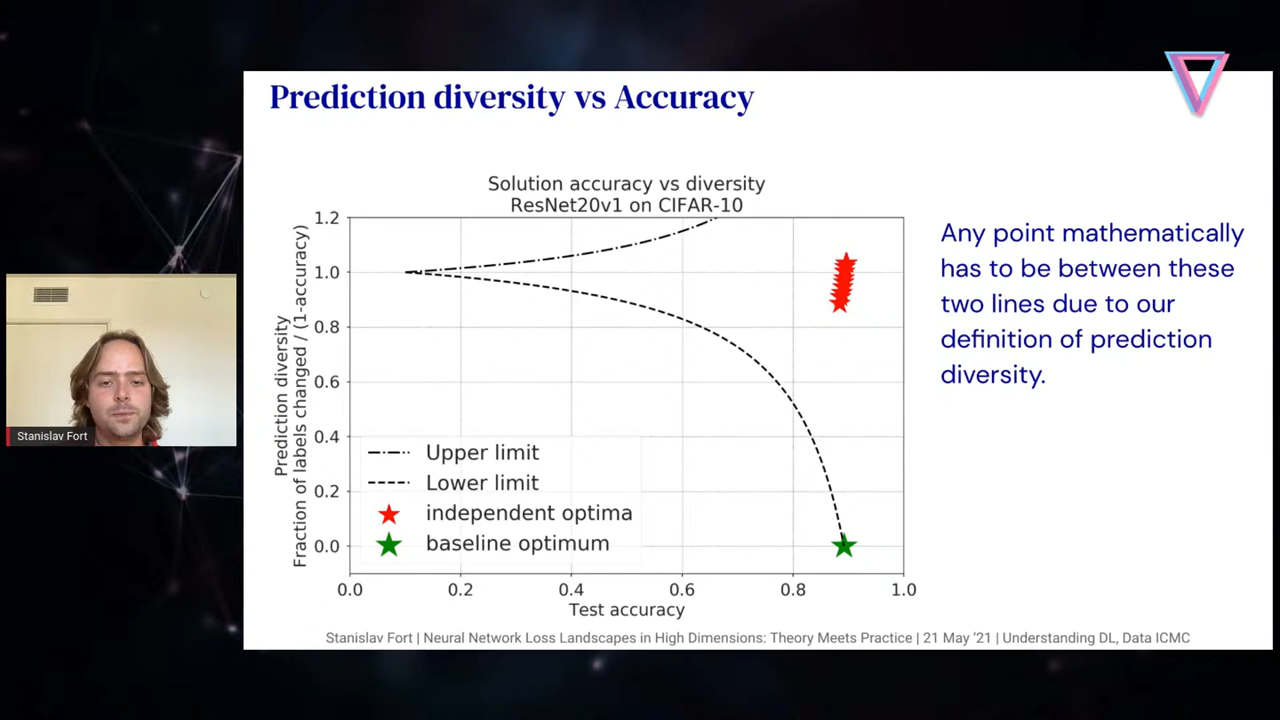 Prediction diversity vs Accuracy
Solution accuracy vs diversity
ResNet20v1 on CIFAR-10
Prediction diversity
Fraction of labels changed / (1-accuracy)
1.2
1.0
0.8
0.6
0.4
0.2
0.0
Upper limit
Lower limit
independent optima
baseline optimum
0.0 0.2 0.4 0.6 0.8 1.0
Test accuracy
Any point mathematically
has to be between these
two lines due to our
definition of prediction
diversity.
Stanislav Fort
Stanislav Fort | Neural Network Loss Landscapes in High Dimensions: Theory Meets Practice | 21 May '21 | Understanding DL, Data ICMC